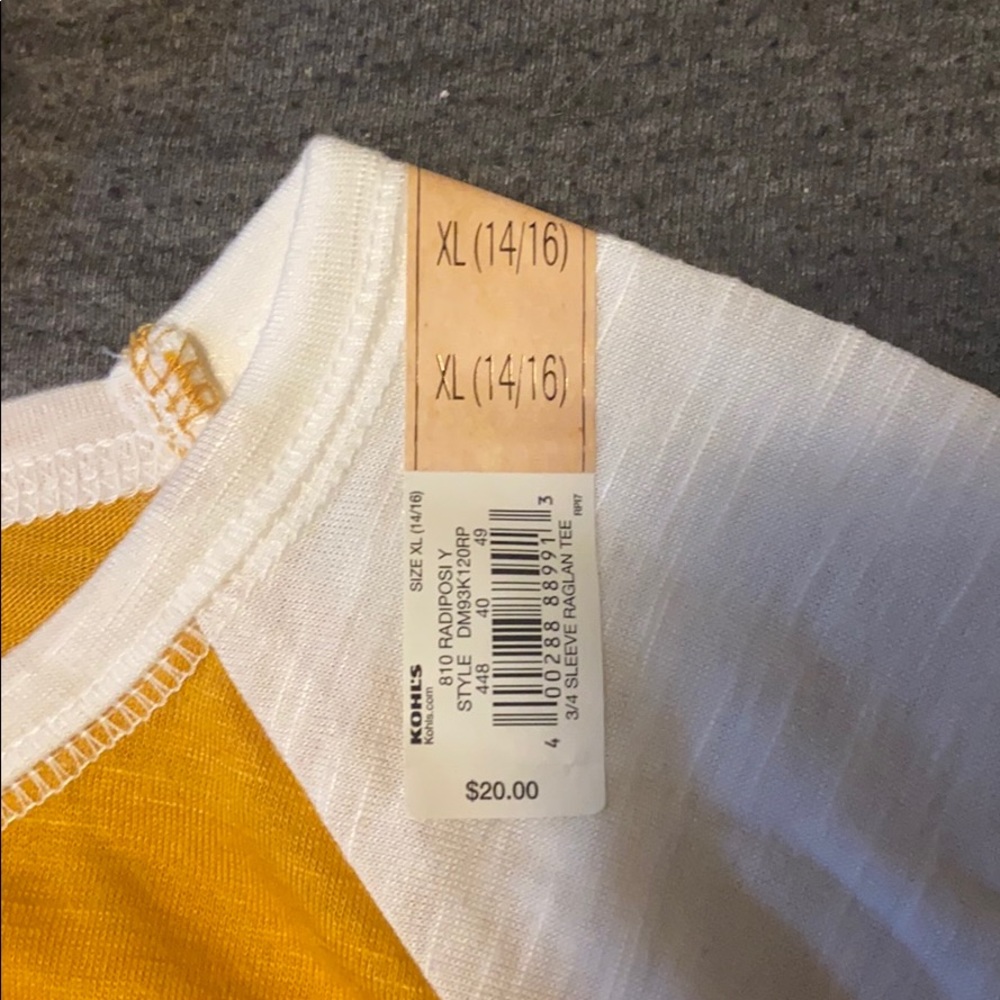 XL (14/16)
XL (14/16)
SIZE XL (14/16)
KOHL'S
Kohls.com
810 RADIPOSI Y
STYLE DM93K120RP
448 40 49
4 00288 88991 3
3/4 SLEEVE RAGLAN TEE
RP17
$20.00